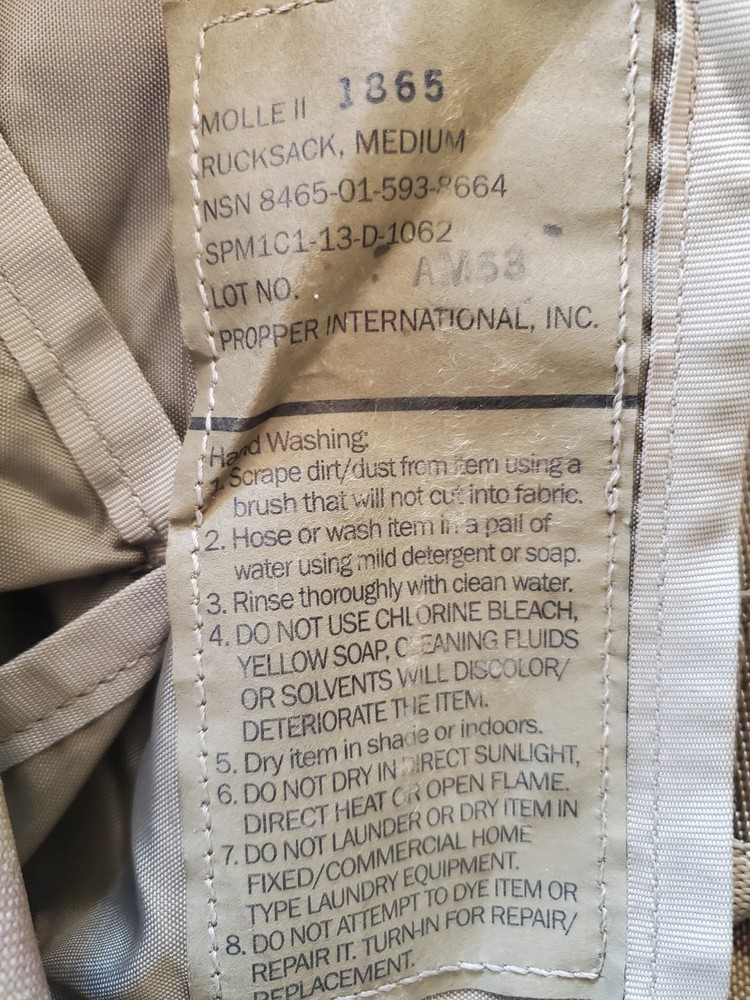 MOLLE II 1865
RUCKSACK, MEDIUM
NSN 8465-01-593-8664
SPM1C1-13-D-1062
LOT NO. AM63
PROPPER INTERNATIONAL, INC.
Hand Washing:
1. Scrape dirt/dust from item using a
brush that will not cut into fabric.
2. Hose or wash item in a pail of
water using mild detergent or soap.
3. Rinse thoroughly with clean water.
4. DO NOT USE CHLORINE BLEACH,
YELLOW SOAP, CLEANING FLUIDS
OR SOLVENTS WILL DISCOLOR/
DETERIORATE THE ITEM.
5. Dry item in shade or indoors.
6. DO NOT DRY IN DIRECT SUNLIGHT,
DIRECT HEAT OR OPEN FLAME.
7. DO NOT LAUNDER OR DRY ITEM IN
FIXED/COMMERCIAL HOME
TYPE LAUNDRY EQUIPMENT.
8. DO NOT ATTEMPT TO DYE ITEM OR
REPAIR IT. TURN-IN FOR REPAIR/
REPLACEMENT.